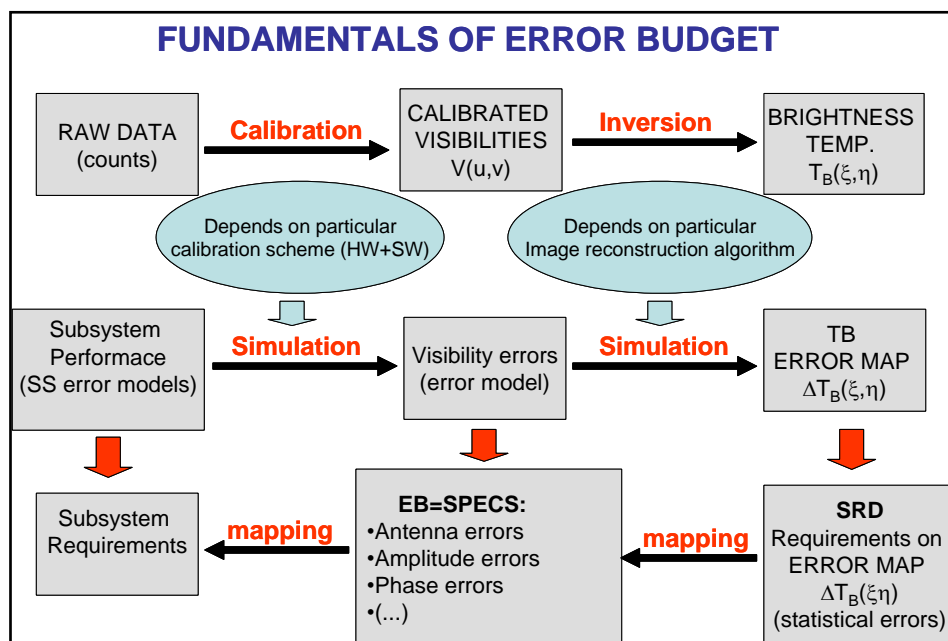 FUNDAMENTALS OF ERROR BUDGET
RAW DATA
(counts)
Calibration
CALIBRATED
VISIBILITIES
V(u,v)
Inversion
BRIGHTNESS
TEMP.
T_B(ξ,η)
Depends on particular
calibration scheme (HW+SW)
Depends on particular
Image reconstruction algorithm
Subsystem
Performace
(SS error models)
Simulation
Visibility errors
(error model)
Simulation
TB
ERROR MAP
ΔT_B(ξ,η)
Subsystem
Requirements
mapping
EB=SPECS:
•Antenna errors
•Amplitude errors
•Phase errors
•(...)
mapping
SRD
Requirements on
ERROR MAP
ΔT_B(ξη)
(statistical errors)